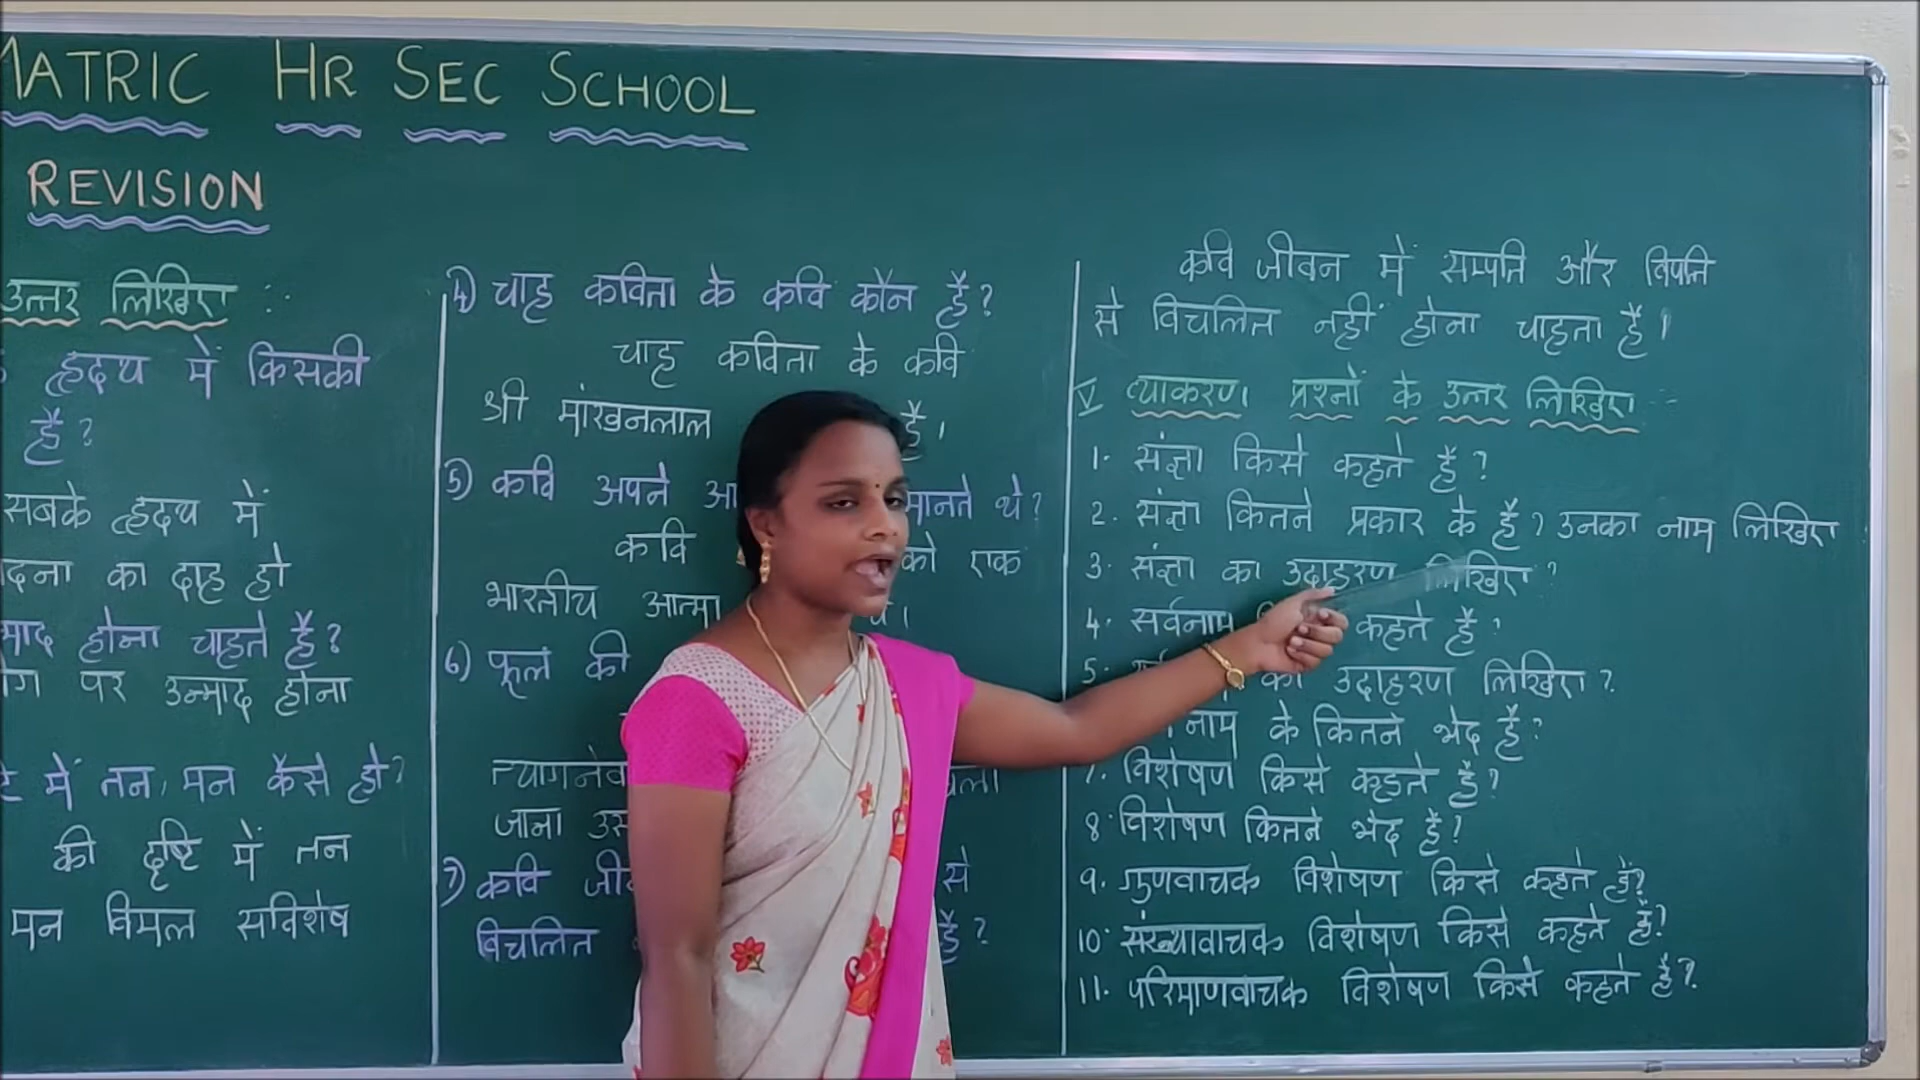 MATRIC HR SEC SCHOOL
REVISION
उत्तर लिखिए :-
हृदय में किसकी
है?
सबके हृदय में
का दाह हो
होना चाहते हैं?
पर उन्माद होना
में तन, मन कैसे हो?
की दृष्टि में तन
मन विमल सविशेष
4) चाह कविता के कवि कौन हैं?
चाह कविता के कवि
श्री मांखनलाल हैं।
5) कवि अपने मानते थे?
कवि को एक
भारतीय आत्मा थे।
6) फूल की
जाना
7) कवि से
विचलित है?
कवि जीवन में सम्पत्ति और विपत्ति
से विचलित नहीं होना चाहता है।
V व्याकरण प्रश्नों के उत्तर लिखिए :-
1. संज्ञा किसे कहते हैं?
2. संज्ञा कितने प्रकार के हैं? उनका नाम लिखिए
3. संज्ञा का उदाहरण लिखिए?
4. सर्वनाम कहते हैं?
5. का उदाहरण लिखिए?
के कितने भेद हैं?
7. विशेषण किसे कहते हैं?
8. विशेषण कितने भेद हैं?
9. गुणवाचक विशेषण किसे कहते हैं?
10. संख्यावाचक विशेषण किसे कहते हैं?
11. परिमाणवाचक विशेषण किसे कहते हैं?